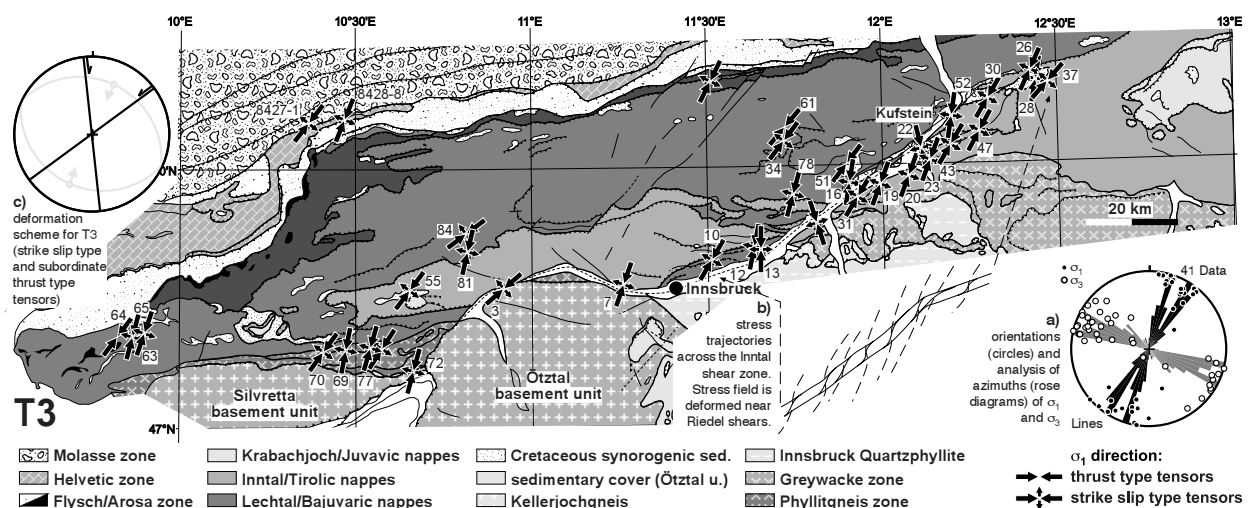 10°E
10°30'E
11°E
11°30'E
12°E
12°30'E
13°E
26
30
37
52
8428-8
8427-1
28
61
Kufstein
22
47
34
78
43
c)
deformation
scheme for T3
(strike slip type
and subordinate
thrust type
tensors)
51
16
23
19
20
20 km
84
31
10
81
12
13
55
7
Innsbruck
3
b)
stress
trajectories
across the Inntal
shear zone.
Stress field is
deformed near
Riedel shears.
σ1
σ3
41 Data
a)
orientations
(circles) and
analysis of
azimuths (rose
diagrams) of σ1
and σ3
Lines
64
65
63
70
69
77
72
Ötztal
basement unit
Silvretta
basement unit
T3
47°N
Molasse zone
Helvetic zone
Flysch/Arosa zone
Krabachjoch/Juvavic nappes
Inntal/Tirolic nappes
Lechtal/Bajuvaric nappes
Cretaceous synorogenic sed.
sedimentary cover (Ötztal u.)
Kellerjochgneis
Innsbruck Quartzphyllite
Greywacke zone
Phyllitgneis zone
σ1 direction:
thrust type tensors
strike slip type tensors